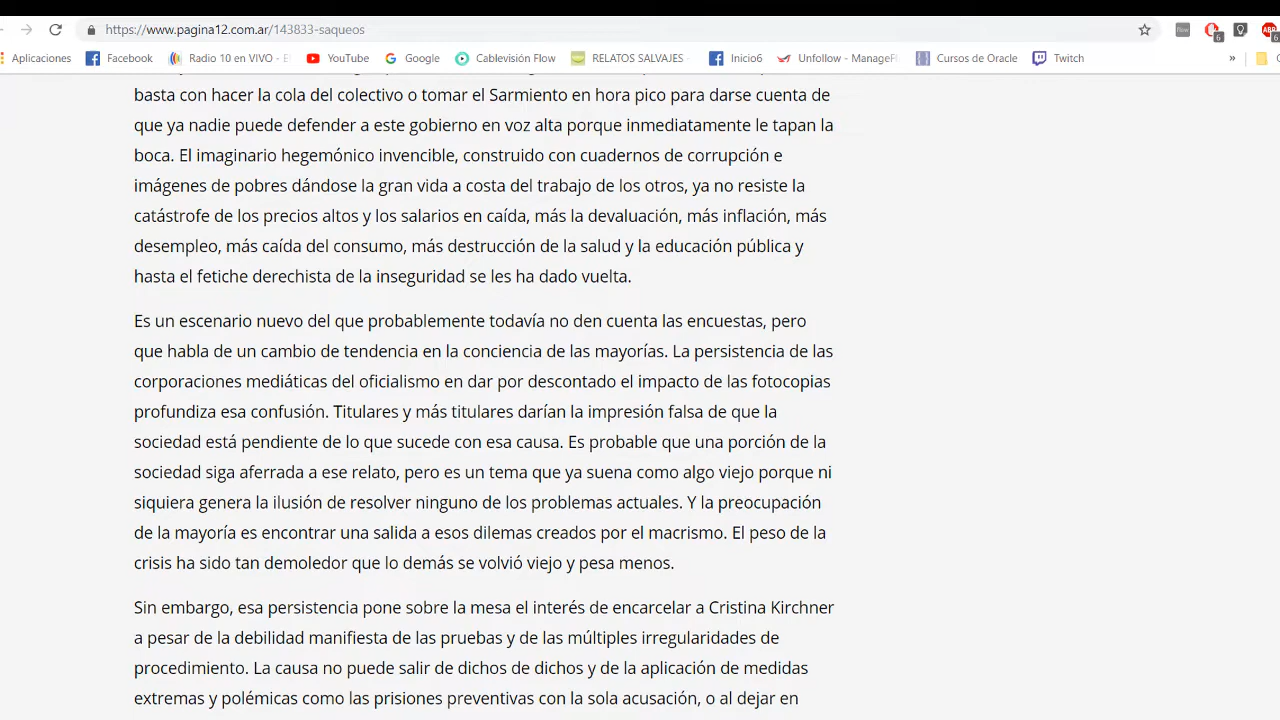 https://www.pagina12.com.ar/143833-saqueos
6
6
Aplicaciones Facebook Radio 10 en VIVO - E YouTube Google Cablevisión Flow RELATOS SALVAJES - Inicio6 Unfollow - ManageFl Cursos de Oracle Twitch »
basta con hacer la cola del colectivo o tomar el Sarmiento en hora pico para darse cuenta de
que ya nadie puede defender a este gobierno en voz alta porque inmediatamente le tapan la
boca. El imaginario hegemónico invencible, construido con cuadernos de corrupción e
imágenes de pobres dándose la gran vida a costa del trabajo de los otros, ya no resiste la
catástrofe de los precios altos y los salarios en caída, más la devaluación, más inflación, más
desempleo, más caída del consumo, más destrucción de la salud y la educación pública y
hasta el fetiche derechista de la inseguridad se les ha dado vuelta.
Es un escenario nuevo del que probablemente todavía no den cuenta las encuestas, pero
que habla de un cambio de tendencia en la conciencia de las mayorías. La persistencia de las
corporaciones mediáticas del oficialismo en dar por descontado el impacto de las fotocopias
profundiza esa confusión. Titulares y más titulares darían la impresión falsa de que la
sociedad está pendiente de lo que sucede con esa causa. Es probable que una porción de la
sociedad siga aferrada a ese relato, pero es un tema que ya suena como algo viejo porque ni
siquiera genera la ilusión de resolver ninguno de los problemas actuales. Y la preocupación
de la mayoría es encontrar una salida a esos dilemas creados por el macrismo. El peso de la
crisis ha sido tan demoledor que lo demás se volvió viejo y pesa menos.
Sin embargo, esa persistencia pone sobre la mesa el interés de encarcelar a Cristina Kirchner
a pesar de la debilidad manifiesta de las pruebas y de las múltiples irregularidades de
procedimiento. La causa no puede salir de dichos de dichos y de la aplicación de medidas
extremas y polémicas como las prisiones preventivas con la sola acusación, o al dejar en